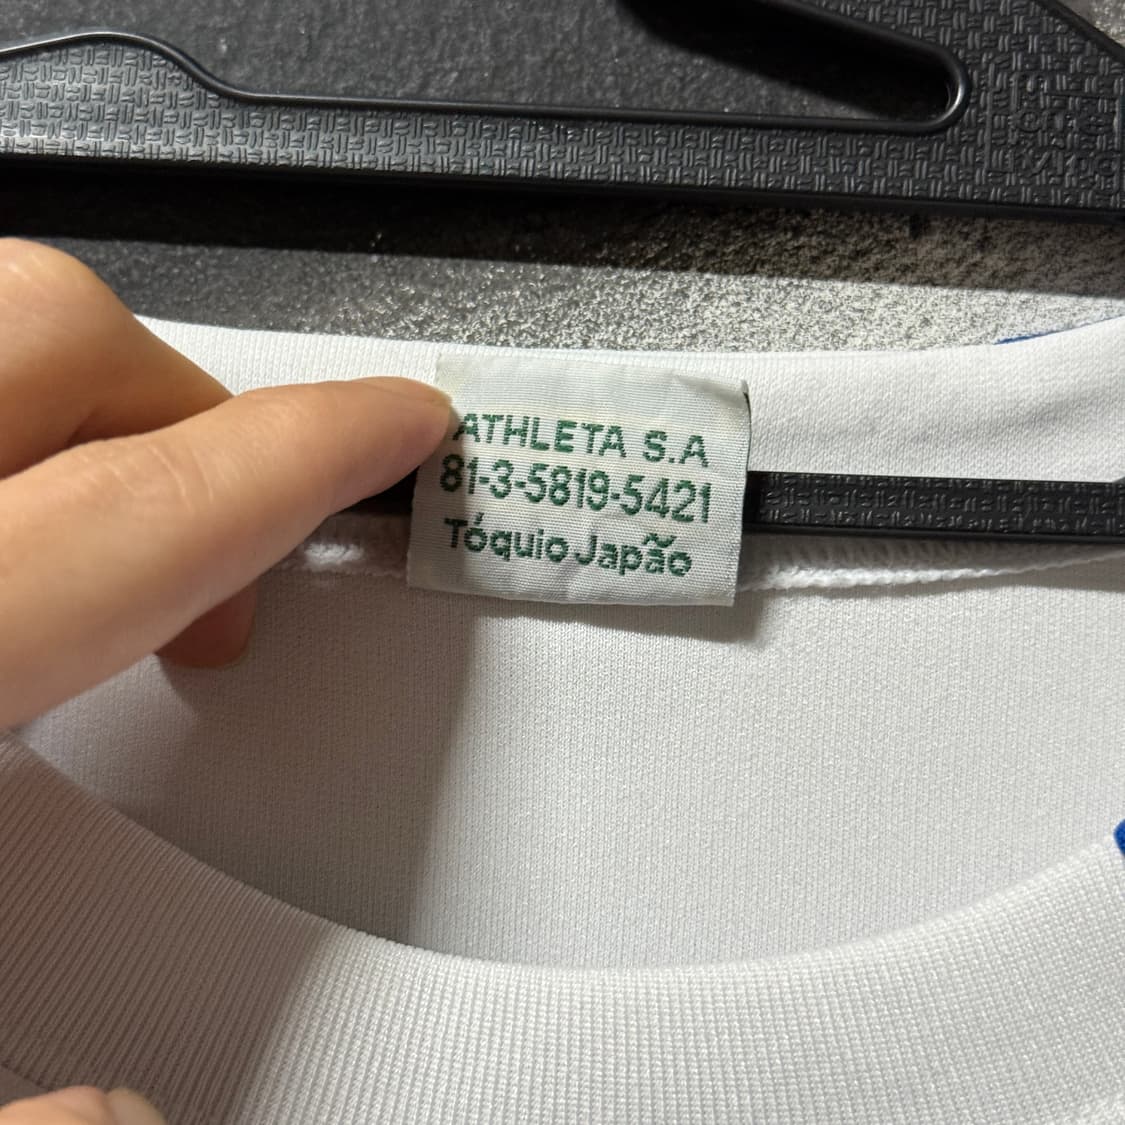 ATHLETA S.A
81-3-5819-5421
Tóquio Japão